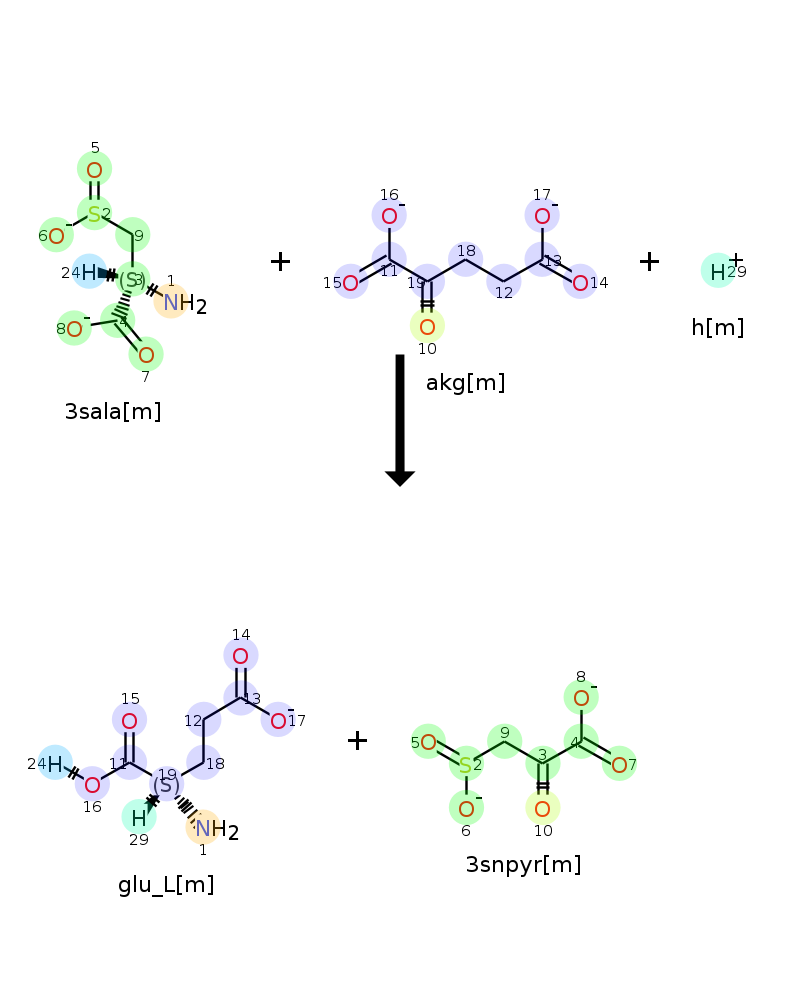 5
O
S2
6O-
9
24H
(S)
3
1
NH2
8O-
4
O
7
3sala[m]
+
16
O-
17
O-
15O
11
19
18
12
13
O14
O
10
akg[m]
+
H+
29
h[m]
14
O
15
O
12
13
O-17
24H
11
19
18
O
16
(S)
H
29
NH2
1
glu_L[m]
+
8
O-
5O
9
S2
3
4
O7
O-
6
O
10
3snpyr[m]